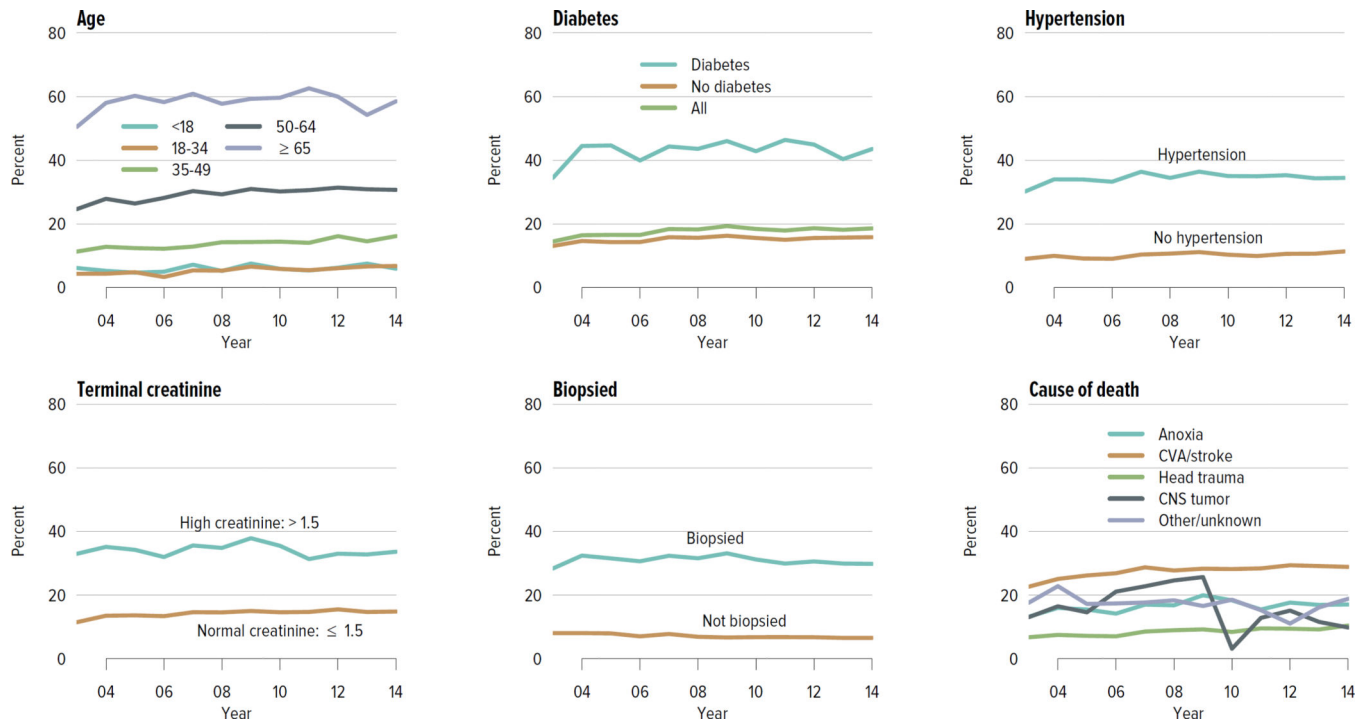 Age
80
60
40
20
0
Percent
<18
18-34
35-49
50-64
≥ 65
04 06 08 10 12 14
Year
Diabetes
80
60
40
20
0
Percent
Diabetes
No diabetes
All
04 06 08 10 12 14
Year
Hypertension
80
60
40
20
0
Percent
Hypertension
No hypertension
04 06 08 10 12 14
Year
Terminal creatinine
80
60
40
20
0
Percent
High creatinine: > 1.5
Normal creatinine: ≤ 1.5
04 06 08 10 12 14
Year
Biopsied
80
60
40
20
0
Percent
Biopsied
Not biopsied
04 06 08 10 12 14
Year
Cause of death
80
60
40
20
0
Percent
Anoxia
CVA/stroke
Head trauma
CNS tumor
Other/unknown
04 06 08 10 12 14
Year